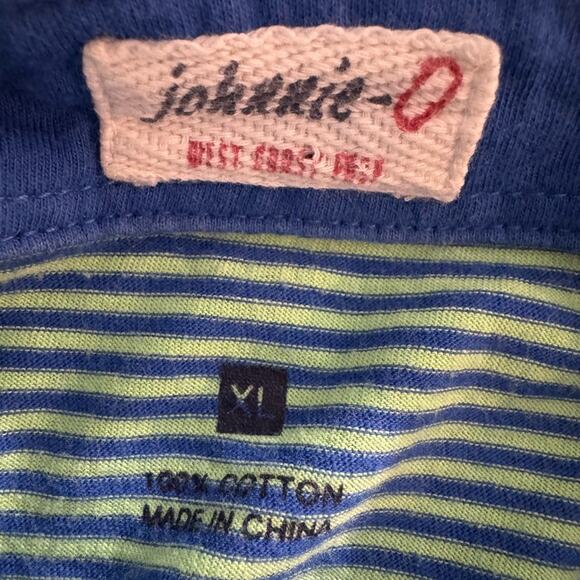 johnnie-O
WEST COAST PREP
XL
100% COTTON
MADE IN CHINA